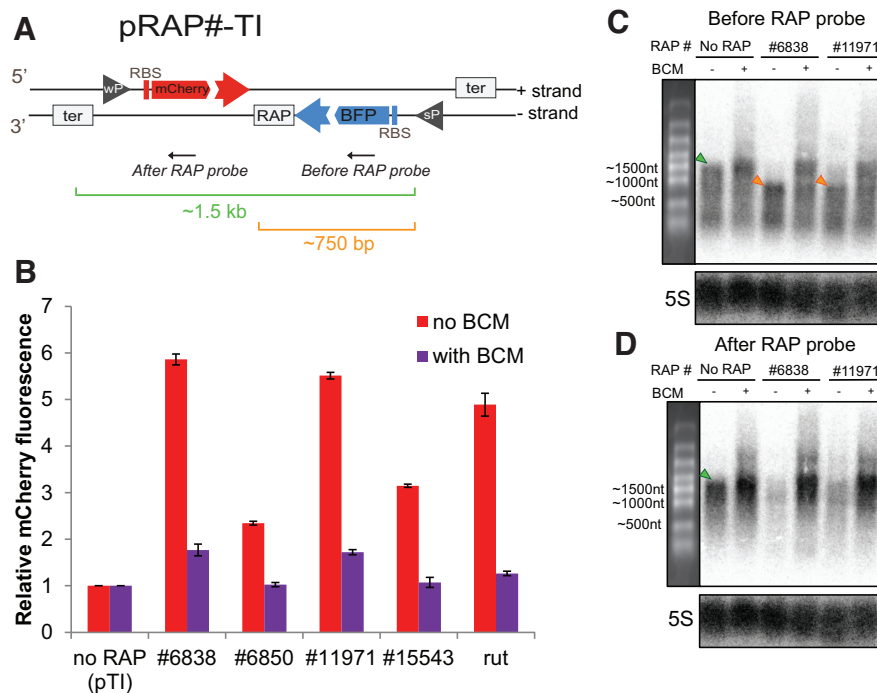 A
pRAP#-TI
5’
3’
wP
RBS
mCherry
ter
+ strand
ter
RAP
BFP
RBS
sP
- strand
After RAP probe
Before RAP probe
~1.5 kb
~750 bp
B
Relative mCherry fluorescence
7
6
5
4
3
2
1
0
no BCM
with BCM
no RAP
(pTI)
#6838
#6850
#11971
#15543
rut
C
Before RAP probe
RAP #
No RAP
#6838
#11971
BCM
- + - + - +
~1500nt
~1000nt
~500nt
5S
D
After RAP probe
RAP #
No RAP
#6838
#11971
BCM
- + - + - +
~1500nt
~1000nt
~500nt
5S